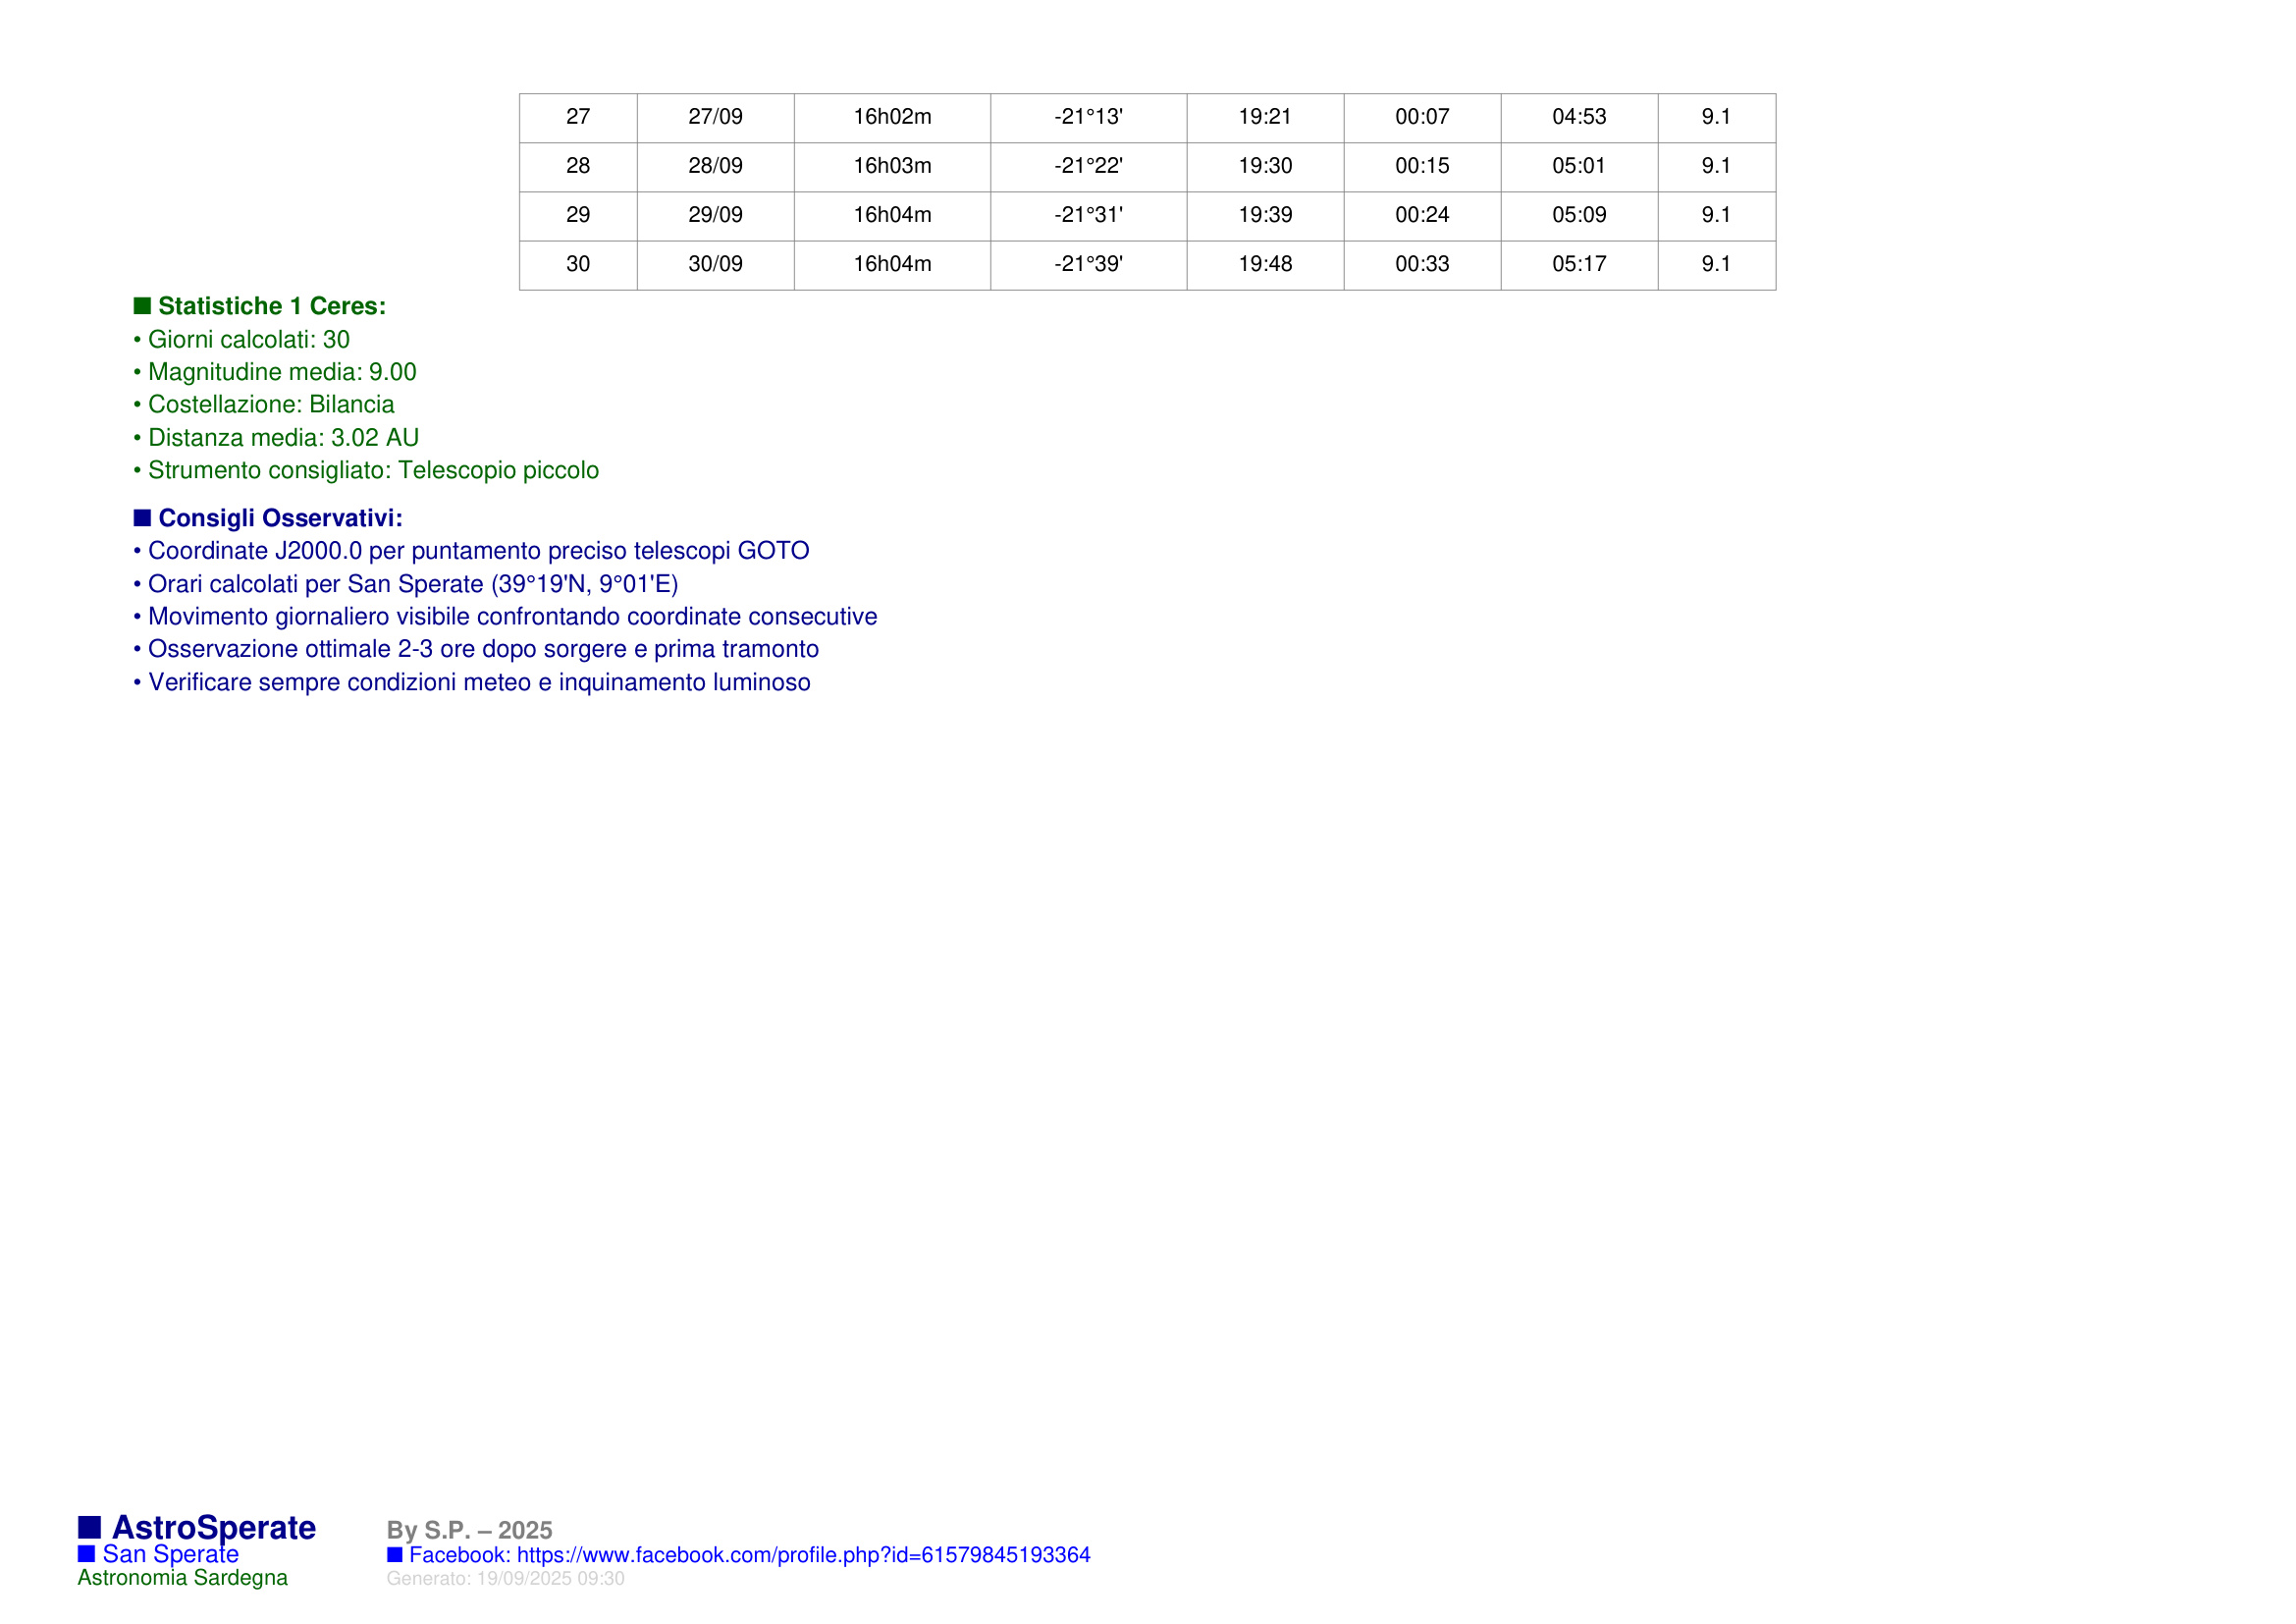 27 27/09 16h02m -21°13' 19:21 00:07 04:53 9.1
28 28/09 16h03m -21°22' 19:30 00:15 05:01 9.1
29 29/09 16h04m -21°31' 19:39 00:24 05:09 9.1
30 30/09 16h04m -21°39' 19:48 00:33 05:17 9.1
■ Statistiche 1 Ceres:
• Giorni calcolati: 30
• Magnitudine media: 9.00
• Costellazione: Bilancia
• Distanza media: 3.02 AU
• Strumento consigliato: Telescopio piccolo
■ Consigli Osservativi:
• Coordinate J2000.0 per puntamento preciso telescopi GOTO
• Orari calcolati per San Sperate (39°19'N, 9°01'E)
• Movimento giornaliero visibile confrontando coordinate consecutive
• Osservazione ottimale 2-3 ore dopo sorgere e prima tramonto
• Verificare sempre condizioni meteo e inquinamento luminoso
■ AstroSperate
■ San Sperate
Astronomia Sardegna
By S.P. – 2025
■ Facebook: https://www.facebook.com/profile.php?id=61579845193364
Generato: 19/09/2025 09:30